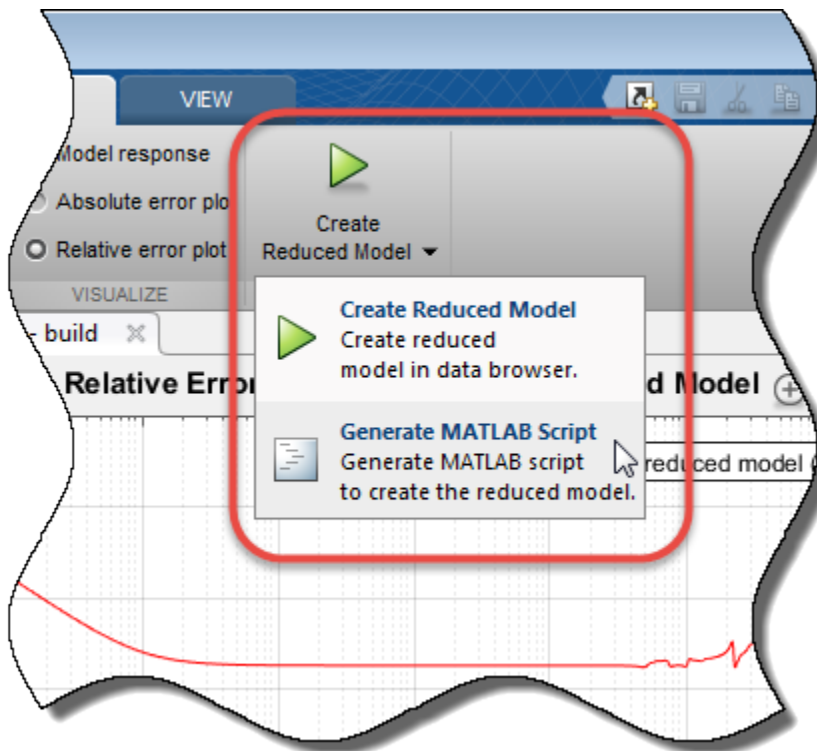 VIEW
Model response
Absolute error plo
Relative error plot
Create
Reduced Model
VISUALIZE
- build
Create Reduced Model
Create reduced
model in data browser.
Relative Erro
d Model
Generate MATLAB Script
Generate MATLAB script
to create the reduced model.
reduced model (